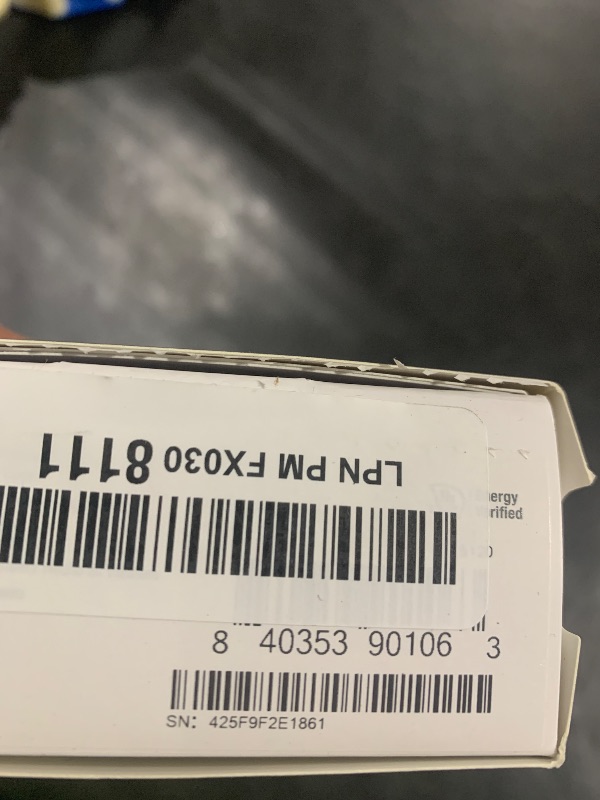 LPN PM FX030 8111
ergy
rified
8 40353 90106 3
SN: 425F9F2E1861